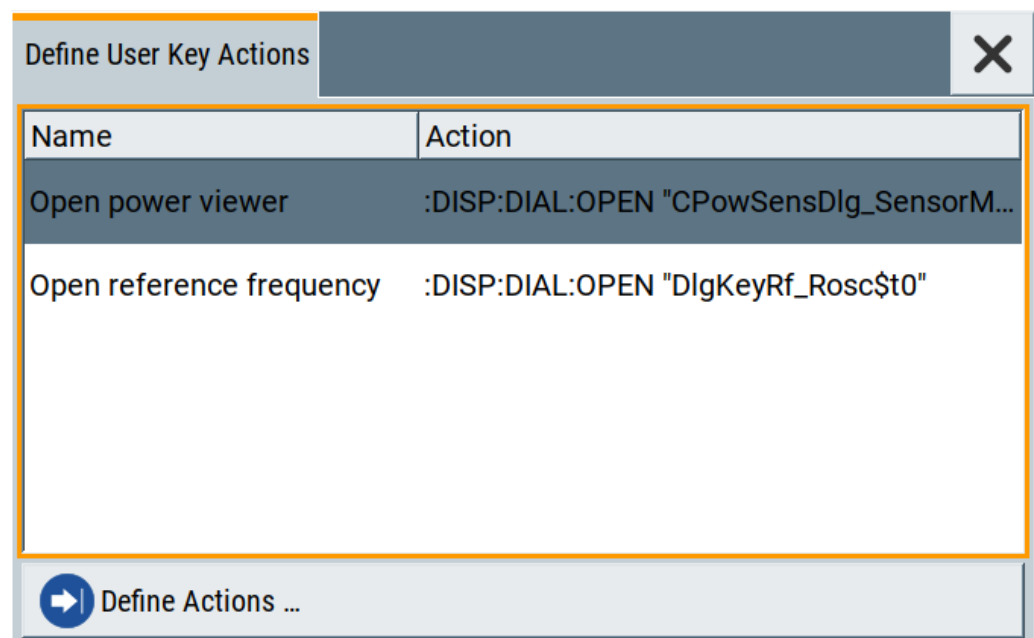 Define User Key Actions
Name Action
Open power viewer :DISP:DIAL:OPEN "CPowSensDlg_SensorM...
Open reference frequency :DISP:DIAL:OPEN "DlgKeyRf_Rosc$t0"
Define Actions ...